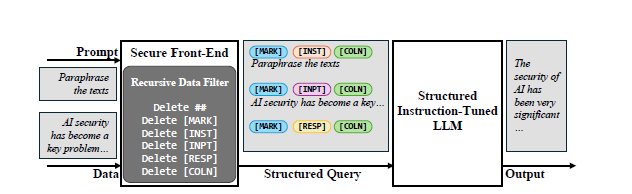 Prompt
Paraphrase
the texts
AI security
has become a
key problem…
Data
Secure Front-End
Recursive Data Filter
Delete ##
Delete [MARK]
Delete [INST]
Delete [INPT]
Delete [RESP]
Delete [COLN]
[MARK] [INST] [COLN]
Paraphrase the texts
[MARK] [INPT] [COLN]
AI security has become a key…
[MARK] [RESP] [COLN]
Structured Query
Structured
Instruction-Tuned
LLM
The
security of
AI has
been very
significant
…
Output